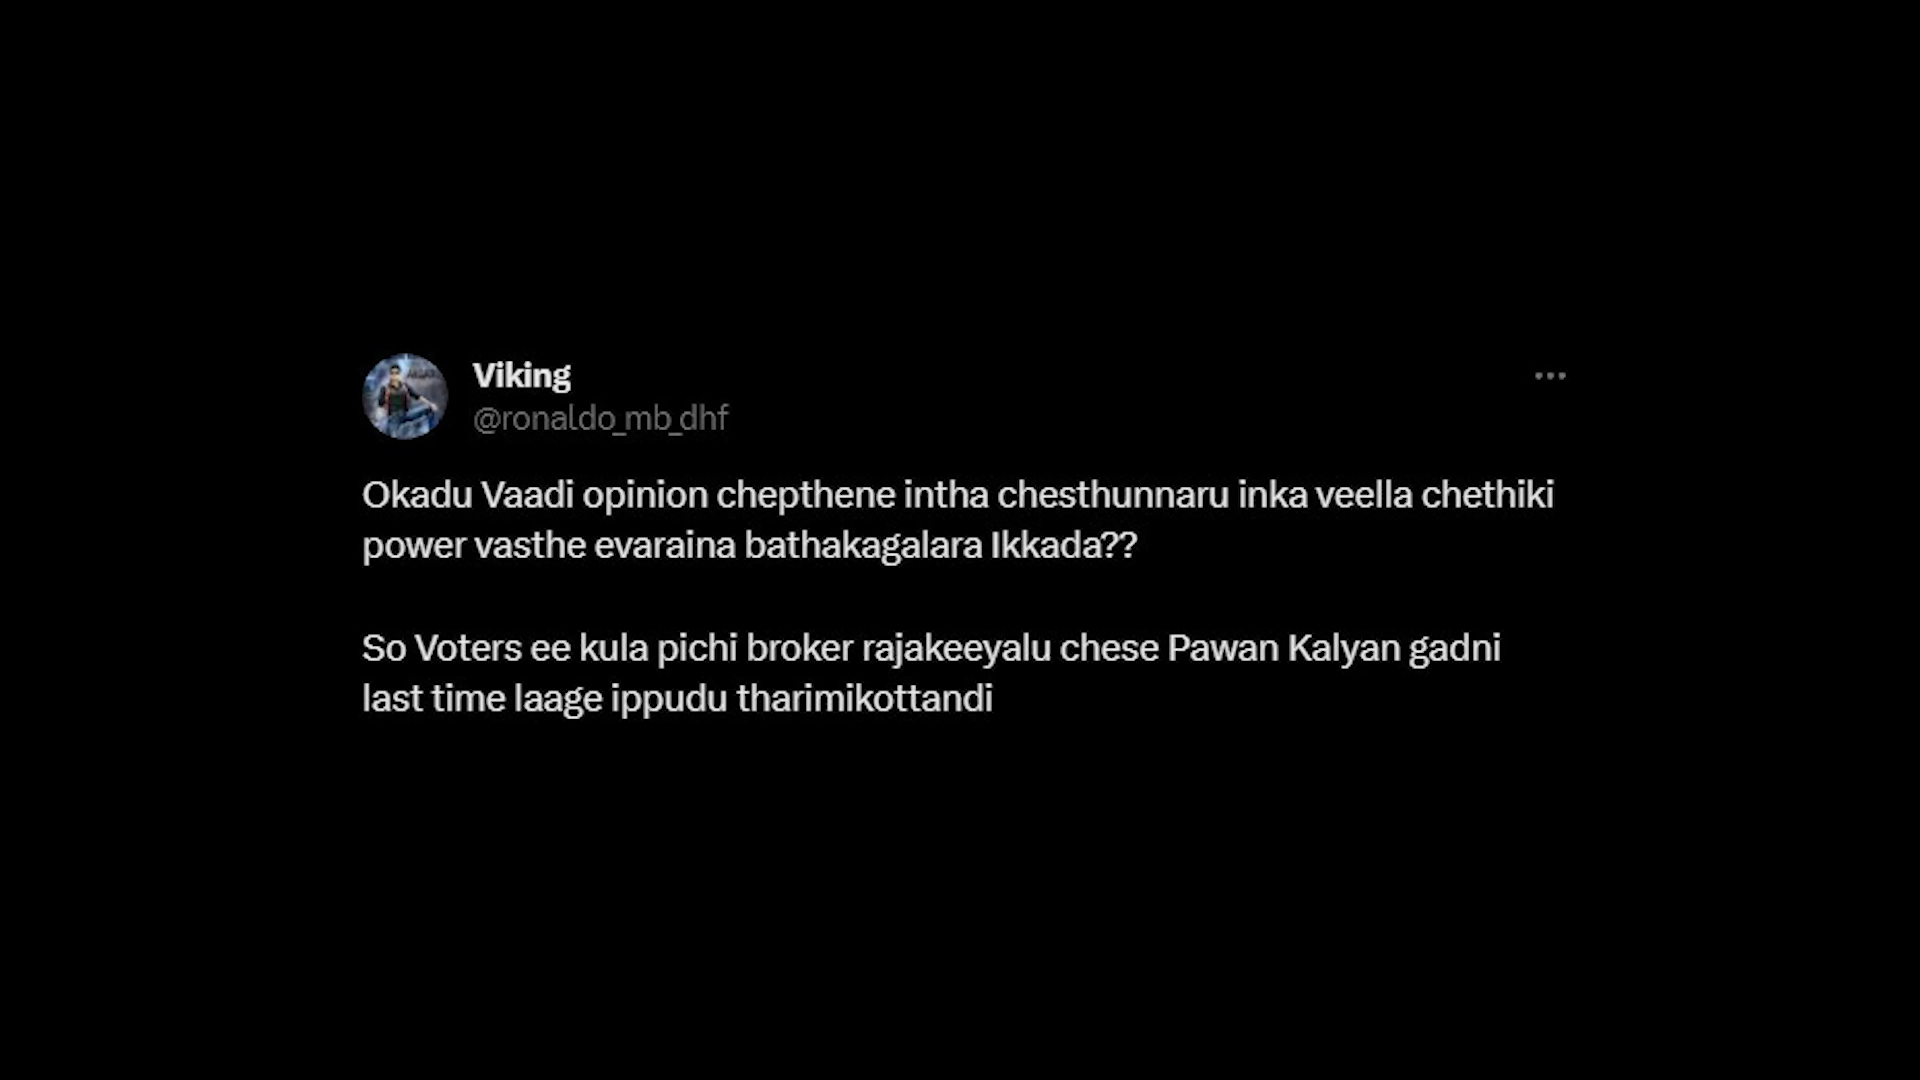 Viking
@ronaldo_mb_dhf
Okadu Vaadi opinion chepthene intha chesthunnaru inka veella chethiki
power vasthe evaraina bathakagalara Ikkada??
So Voters ee kula pichi broker rajakeeyalu chese Pawan Kalyan gadni
last time laage ippudu tharimikottandi